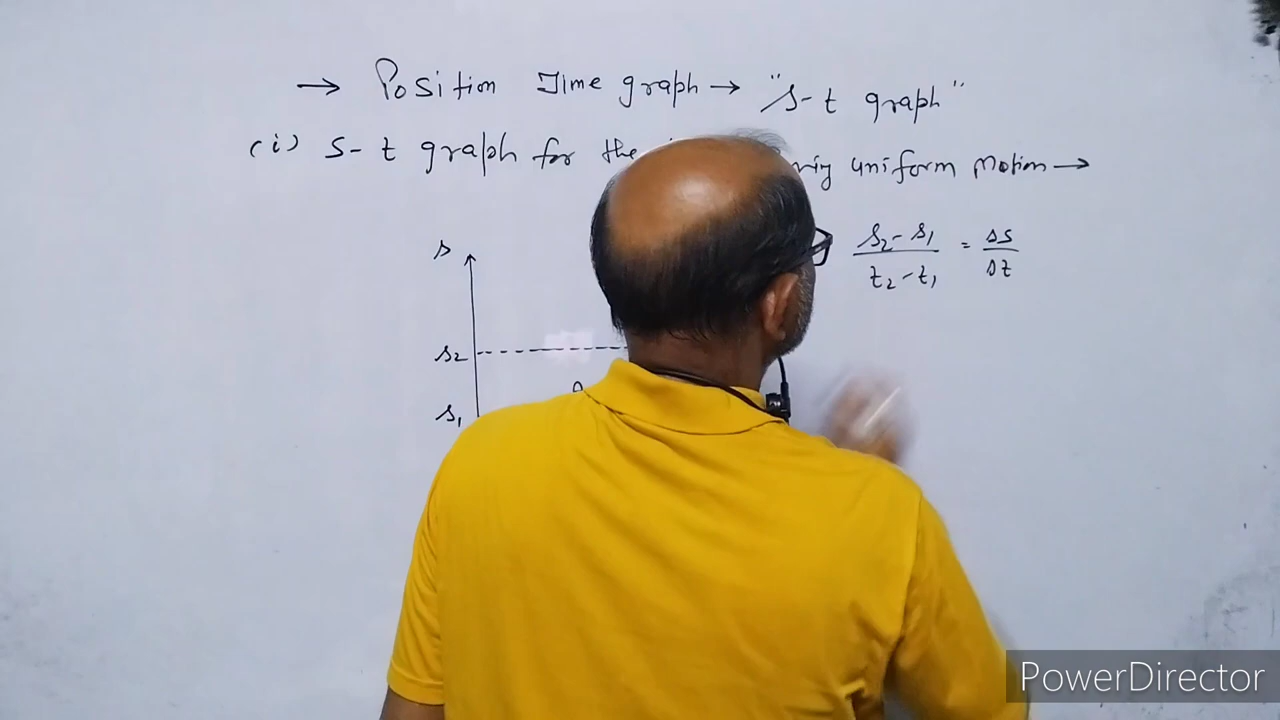 → Position Time graph → "s-t graph"
(i) s-t graph for the uniform Motion →
s
s2 - s1 / t2 - t1 = Δs / Δt
s2
s1
PowerDirector